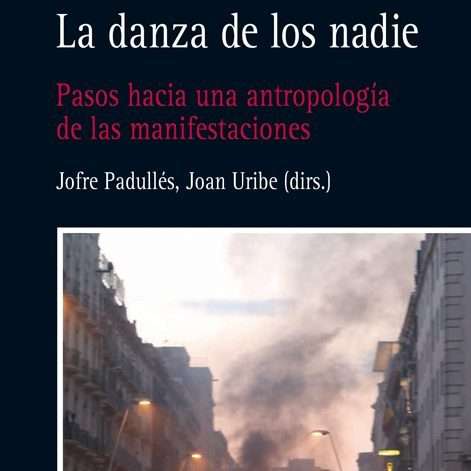 La danza de los nadie
Pasos hacia una antropología
de las manifestaciones
Jofre Padullés, Joan Uribe (dirs.)